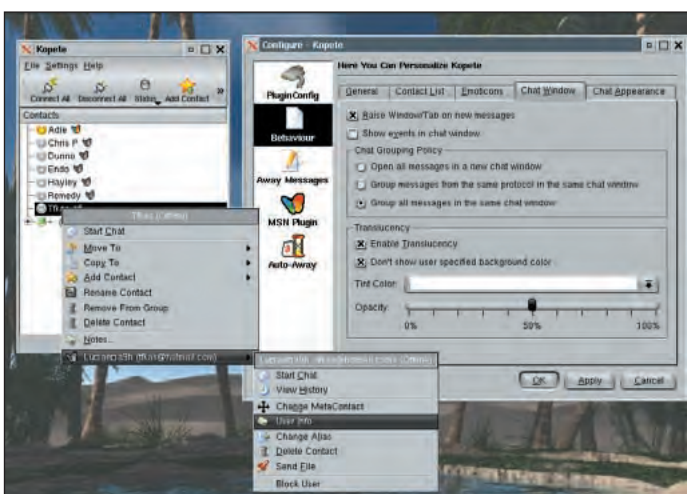 Kopete
File Settings Help
Connect All Disconnect All Status Add Contact »
Contacts
Adie
Chris P
Dunno
Endo
Hayley
Remedy
Start Chat
Move To
Copy To
Add Contact
Rename Contact
Remove From Group
Delete Contact
Notes...
Start Chat
View History
Change MetaContact
User Info
Change Alias
Delete Contact
Send File
Block User
Configure - Kopete
Plugin Config
Behaviour
Away Messages
MSN Plugin
Auto-Away
Here You Can Personalize Kopete
General Contact List Emoticons Chat Window Chat Appearance
Raise Window/Tab on new messages
Show events in chat window
Chat Grouping Policy
Open all messages in a new chat window
Group messages from the same protocol in the same chat window
Group all messages in the same chat window
Translucency
Enable Translucency
Don't show user specified background color
Tint Color:
Opacity:
0% 50% 100%
OK Apply Cancel